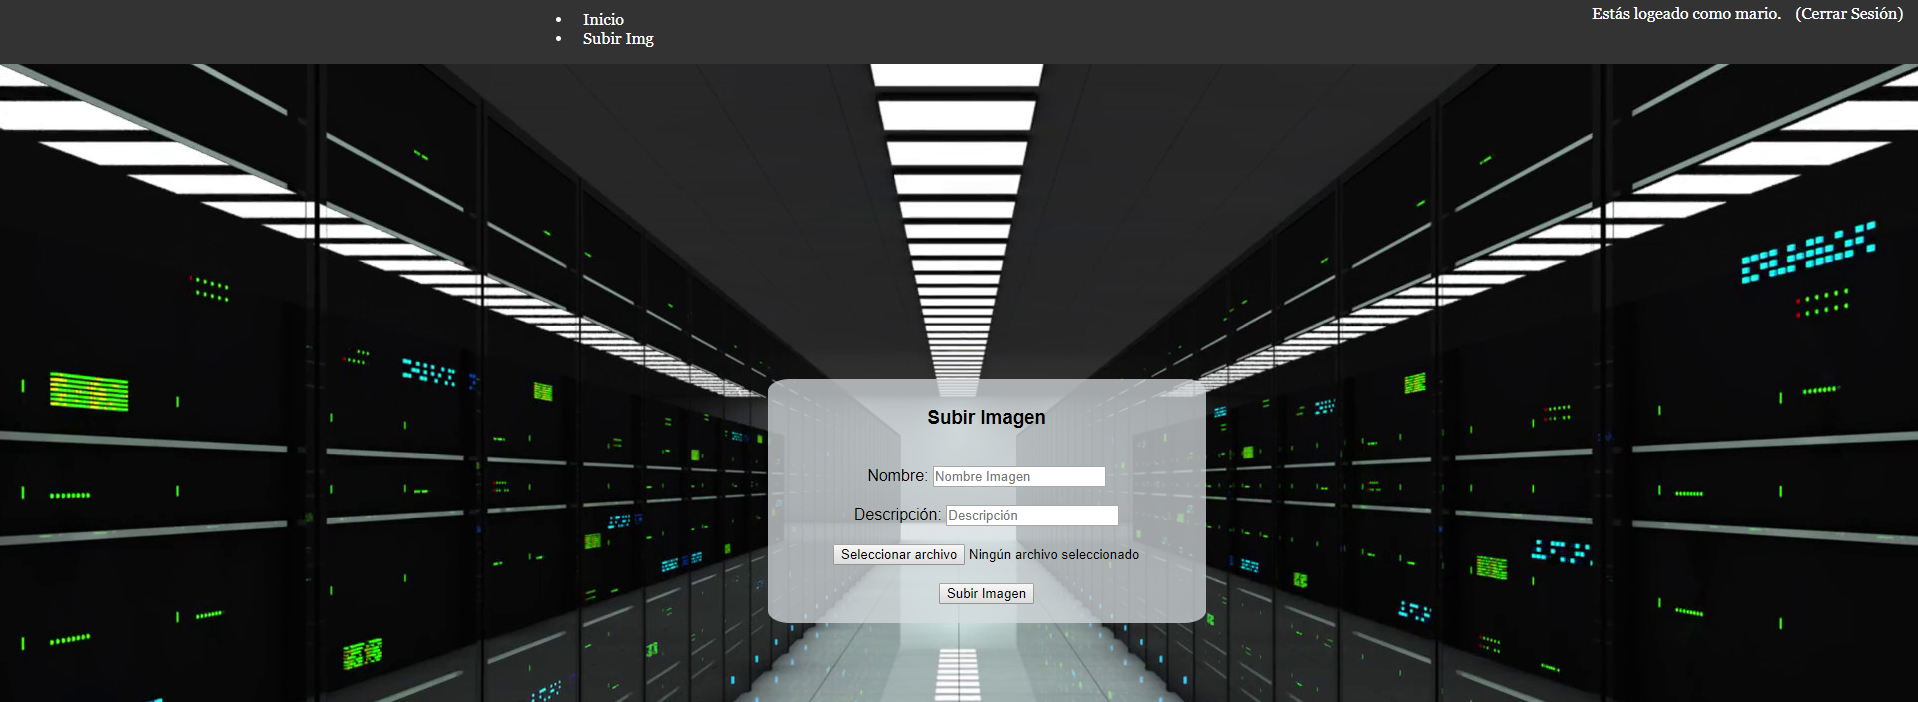 Inicio
Subir Img
Estás logeado como mario. (Cerrar Sesión)
Subir Imagen
Nombre: Nombre Imagen
Descripción: Descripción
Seleccionar archivo Ningún archivo seleccionado
Subir Imagen